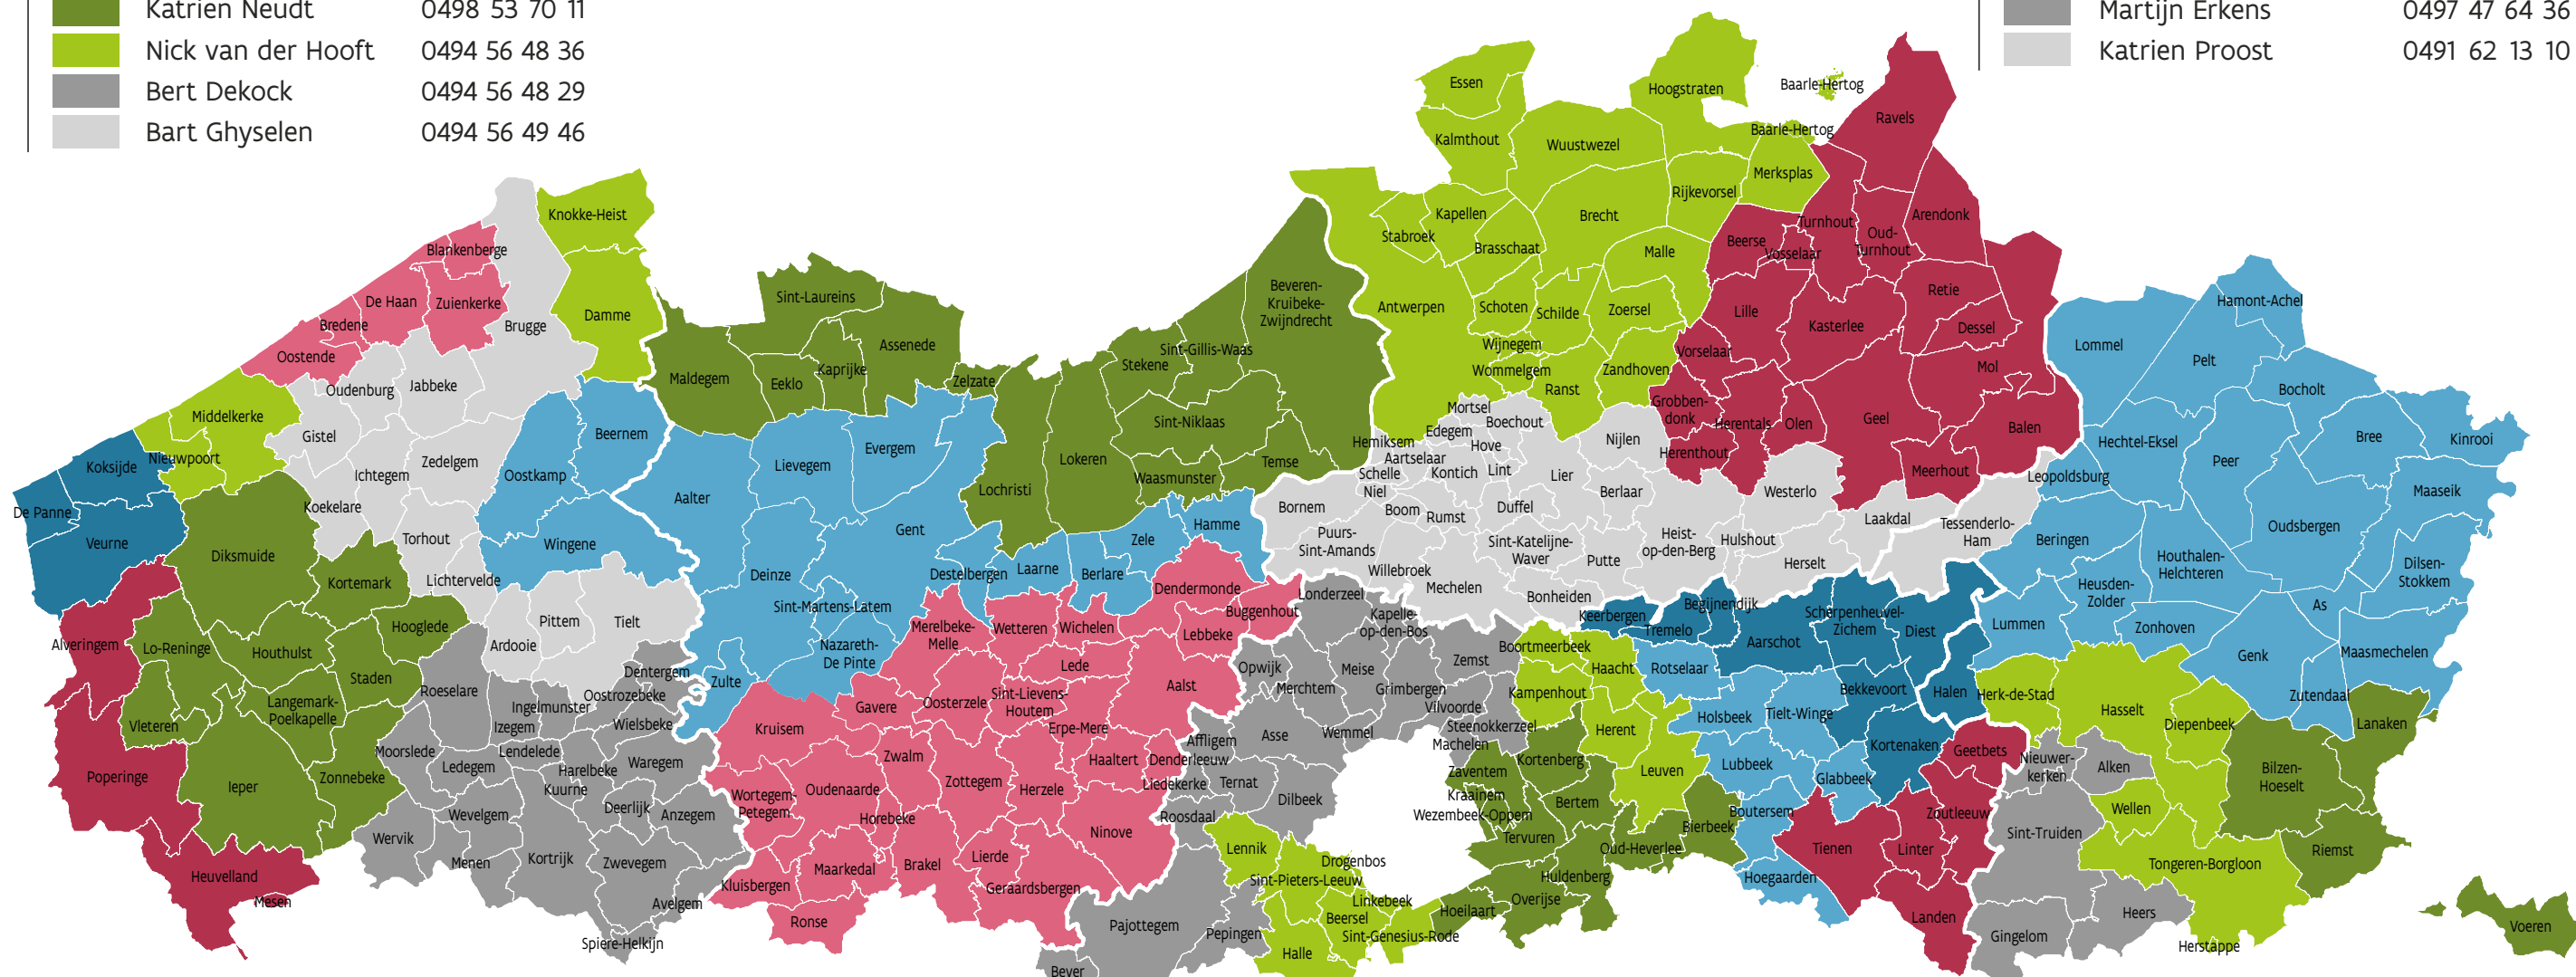 Katrien Neudt 0498 53 70 11
Nick van der Hooft 0494 56 48 36
Bert Dekock 0494 56 48 29
Bart Ghyselen 0494 56 49 46
Martijn Erkens 0497 47 64 36
Katrien Proost 0491 62 13 10
Knokke-Heist
Blankenberge
De Haan
Zuienkerke
Bredene
Brugge
Damme
Oostende
Oudenburg
Jabbeke
Middelkerke
Gistel
Nieuwpoort
Koksijde
Ichtegem
Zedelgem
Oostkamp
Beernem
De Panne
Veurne
Koekelare
Diksmuide
Torhout
Wingene
Kortemark
Lichtervelde
Alveringem
Lo-Reninge
Houthulst
Hooglede
Ardooie
Pittem
Tielt
Staden
Roeselare
Dentergem
Oostrozebeke
Ingelmunster
Izegem
Wielsbeke
Vleteren
Langemark-
Poelkapelle
Poperinge
Ieper
Zonnebeke
Moorslede
Ledegem
Lendelede
Harelbeke
Kuurne
Waregem
Deerlijk
Anzegem
Wevelgem
Wervik
Menen
Kortrijk
Zwevegem
Avelgem
Spiere-Helkijn
Heuvelland
Mesen
Maldegem
Sint-Laureins
Eeklo
Kaprijke
Assenede
Zelzate
Stekene
Sint-Gillis-Waas
Beveren-
Kruibeke-
Zwijndrecht
Sint-Niklaas
Lokeren
Waasmunster
Temse
Lochristi
Aalter
Lievegem
Evergem
Gent
Deinze
Sint-Martens-Latem
Nazareth-
De Pinte
Zulte
Destelbergen
Laarne
Berlare
Zele
Hamme
Dendermonde
Buggenhout
Lebbeke
Merelbeke-
Melle
Wetteren
Wichelen
Lede
Aalst
Gavere
Oosterzele
Sint-Lievens-
Houtem
Erpe-Mere
Kruisem
Zwalm
Zottegem
Herzele
Haaltert
Denderleeuw
Wortegem-
Petegem
Oudenaarde
Horebeke
Ninove
Kluisbergen
Maarkedal
Brakel
Lierde
Geraardsbergen
Ronse
Essen
Kalmthout
Wuustwezel
Hoogstraten
Baarle-Hertog
Baarle-Hertog
Merksplas
Rijkevorsel
Ravels
Kapellen
Stabroek
Brasschaat
Brecht
Malle
Antwerpen
Schoten
Schilde
Zoersel
Wijnegem
Wommelgem
Ranst
Zandhoven
Beerse
Vosselaar
Turnhout
Oud-
Turnhout
Arendonk
Lille
Kasterlee
Retie
Dessel
Mol
Vorselaar
Grobben-
donk
Herentals
Olen
Geel
Balen
Herenthout
Meerhout
Mortsel
Boechout
Edegem
Hove
Hemiksem
Aartselaar
Schelle
Kontich
Lint
Lier
Nijlen
Niel
Boom
Rumst
Duffel
Berlaar
Bornem
Puurs-
Sint-Amands
Willebroek
Mechelen
Sint-Katelijne-
Waver
Putte
Heist-
op-den-Berg
Hulshout
Westerlo
Herselt
Laakdal
Tessenderlo-
Ham
Bonheiden
Londerzeel
Kapelle-
op-den-Bos
Opwijk
Merchtem
Meise
Grimbergen
Zemst
Vilvoorde
Steenokkerzeel
Machelen
Affligem
Asse
Wemmel
Liedekerke
Ternat
Dilbeek
Roosdaal
Lennik
Drogenbos
Sint-Pieters-Leeuw
Linkebeek
Beersel
Sint-Genesius-Rode
Halle
Pajottegem
Pepingen
Bever
Keerbergen
Tremelo
Begijnendijk
Aarschot
Scherpenheuvel-
Zichem
Diest
Boortmeerbeek
Haacht
Rotselaar
Kampenhout
Herent
Leuven
Holsbeek
Tielt-Winge
Bekkevoort
Halen
Kortenaken
Geetbets
Lubbeek
Glabbeek
Boutersem
Kortenberg
Zaventem
Kraainem
Wezembeek-Oppem
Bertem
Tervuren
Oud-Heverlee
Bierbeek
Huldenberg
Overijse
Hoeilaart
Tienen
Linter
Zoutleeuw
Landen
Hoegaarden
Lommel
Hamont-Achel
Pelt
Bocholt
Hechtel-Eksel
Peer
Bree
Kinrooi
Leopoldsburg
Maaseik
Oudsbergen
Beringen
Houthalen-
Helchteren
Heusden-
Zolder
Dilsen-
Stokkem
As
Lummen
Zonhoven
Genk
Maasmechelen
Zutendaal
Lanaken
Herk-de-Stad
Hasselt
Diepenbeek
Nieuwer-
kerken
Alken
Bilzen-
Hoeselt
Wellen
Sint-Truiden
Tongeren-Borgloon
Riemst
Heers
Gingelom
Herstappe
Voeren